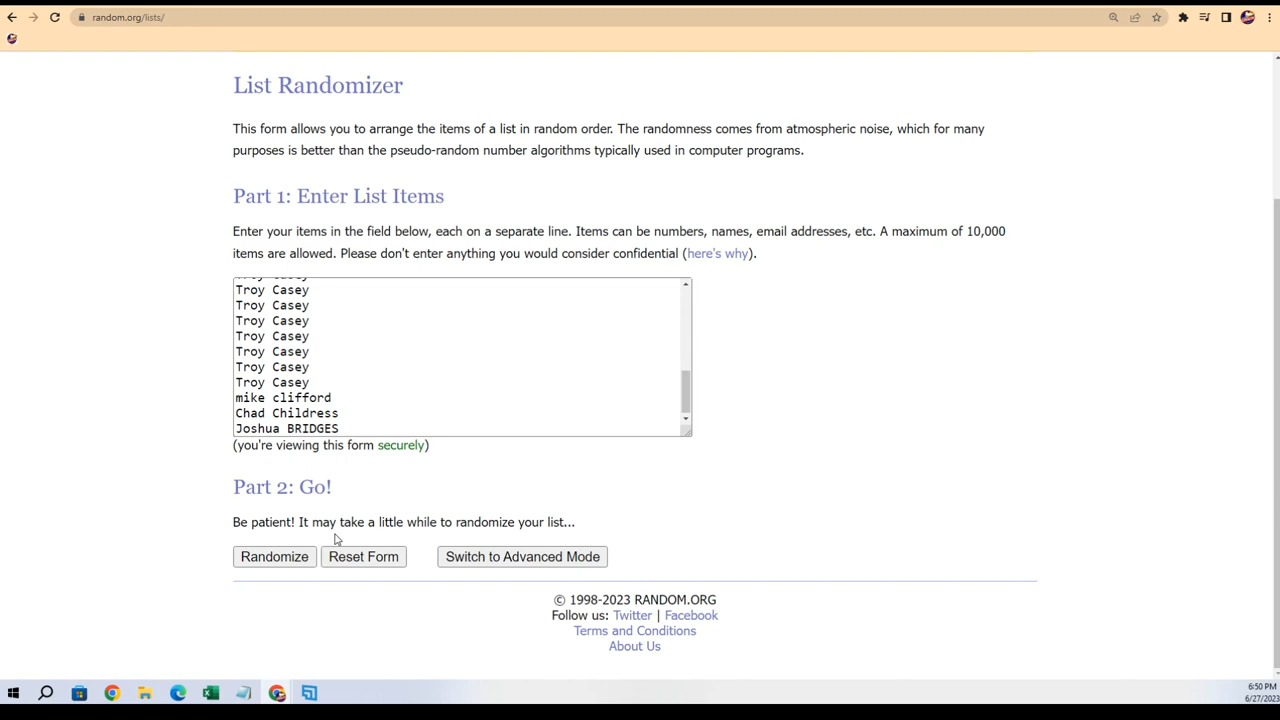 random.org/lists/
List Randomizer
This form allows you to arrange the items of a list in random order. The randomness comes from atmospheric noise, which for many
purposes is better than the pseudo-random number algorithms typically used in computer programs.
Part 1: Enter List Items
Enter your items in the field below, each on a separate line. Items can be numbers, names, email addresses, etc. A maximum of 10,000
items are allowed. Please don't enter anything you would consider confidential (here's why).
Troy Casey
Troy Casey
Troy Casey
Troy Casey
Troy Casey
Troy Casey
Troy Casey
Troy Casey
mike clifford
Chad Childress
Joshua BRIDGES
(you're viewing this form securely)
Part 2: Go!
Be patient! It may take a little while to randomize your list...
Randomize Reset Form Switch to Advanced Mode
© 1998-2023 RANDOM.ORG
Follow us: Twitter | Facebook
Terms and Conditions
About Us
6:50 PM
6/27/2023